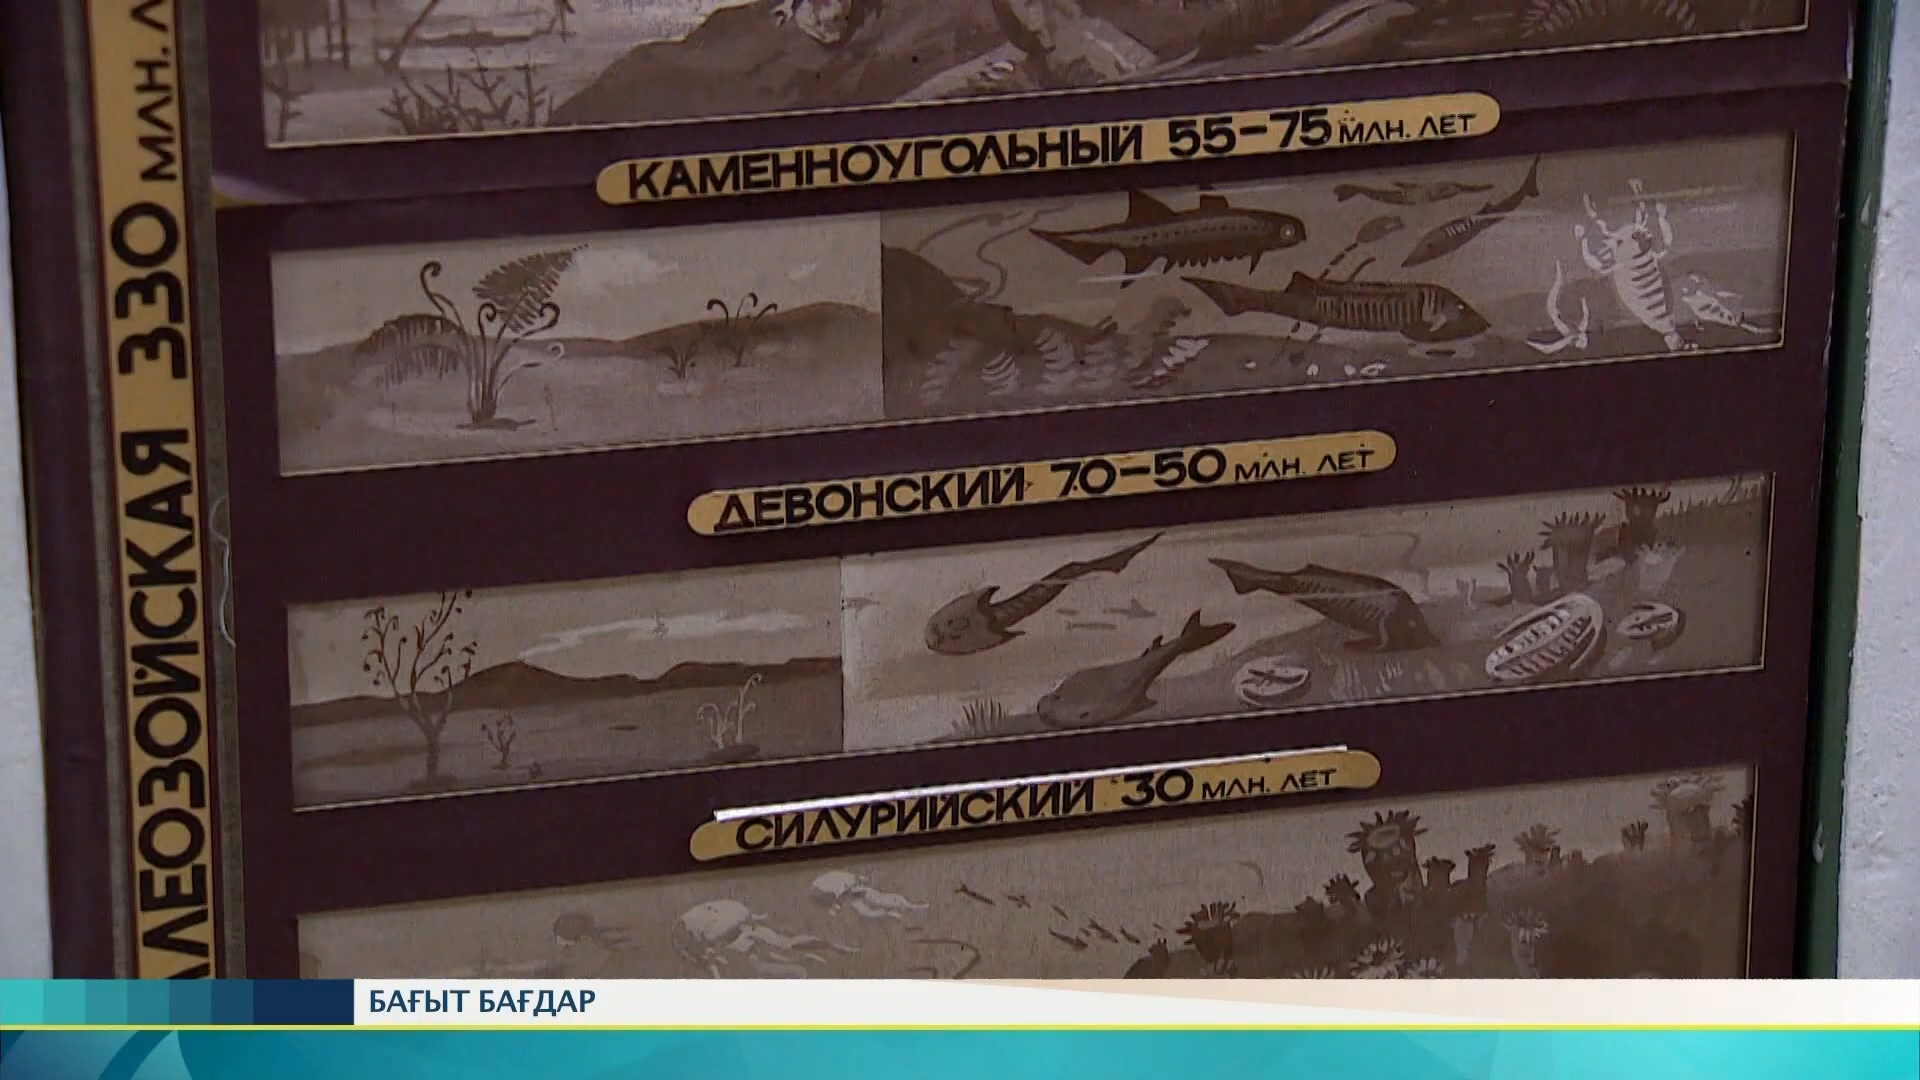 ЛЕОЗОЙСКАЯ 330 МЛН. Л
КАМЕННОУГОЛЬНЫЙ 55-75 МЛН. ЛЕТ
ДЕВОНСКИЙ 70-50 МЛН. ЛЕТ
СИЛУРИЙСКИЙ 30 МЛН. ЛЕТ
БАҒЫТ БАҒДАР